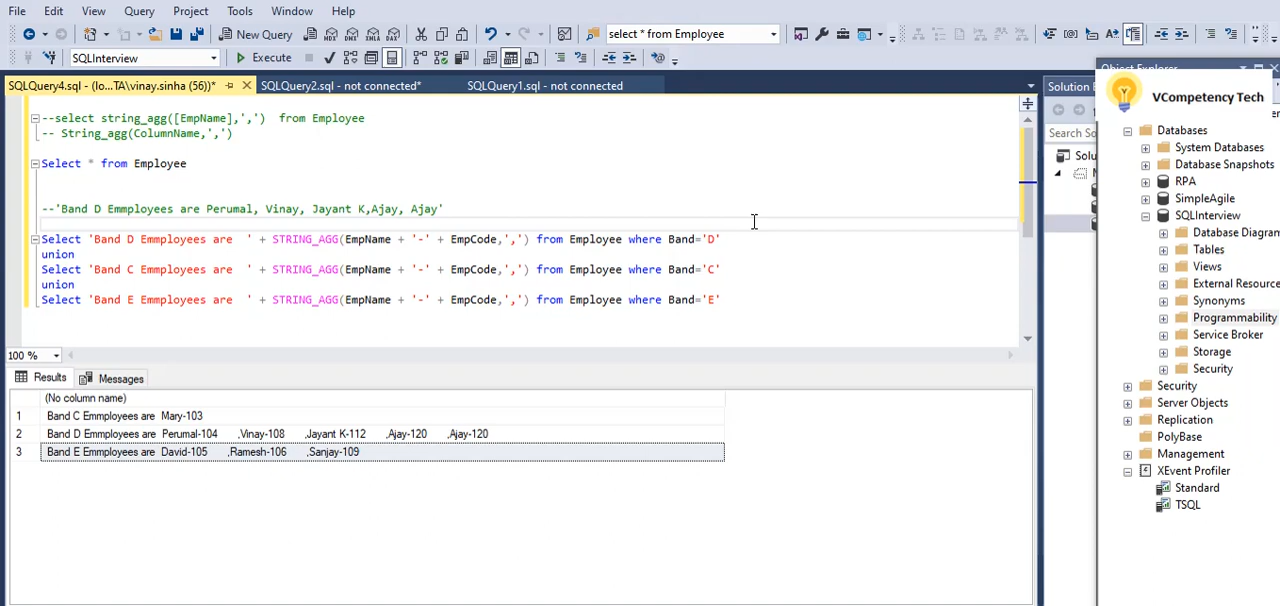 File Edit View Query Project Tools Window Help
New Query
select * from Employee
SQLInterview
Execute
SQLQuery4.sql - (lo...TA\vinay.sinha (56))*
SQLQuery2.sql - not connected*
SQLQuery1.sql - not connected
Solution E
Object Explorer
VCompetency Tech
Search So
Solu
--select string_agg([EmpName],',')  from Employee
-- String_agg(ColumnName,',')
Select * from Employee
--'Band D Emmployees are Perumal, Vinay, Jayant K,Ajay, Ajay'
Select 'Band D Emmployees are  ' + STRING_AGG(EmpName + '-' + EmpCode,',') from Employee where Band='D'
union
Select 'Band C Emmployees are  ' + STRING_AGG(EmpName + '-' + EmpCode,',') from Employee where Band='C'
union
Select 'Band E Emmployees are  ' + STRING_AGG(EmpName + '-' + EmpCode,',') from Employee where Band='E'
100 %
Results Messages
(No column name)
1 Band C Emmployees are  Mary-103
2 Band D Emmployees are  Perumal-104 ,Vinay-108 ,Jayant K-112 ,Ajay-120 ,Ajay-120
3 Band E Emmployees are  David-105 ,Ramesh-106 ,Sanjay-109
Databases
System Databases
Database Snapshots
RPA
SimpleAgile
SQLInterview
Database Diagram
Tables
Views
External Resource
Synonyms
Programmability
Service Broker
Storage
Security
Security
Server Objects
Replication
PolyBase
Management
XEvent Profiler
Standard
TSQL